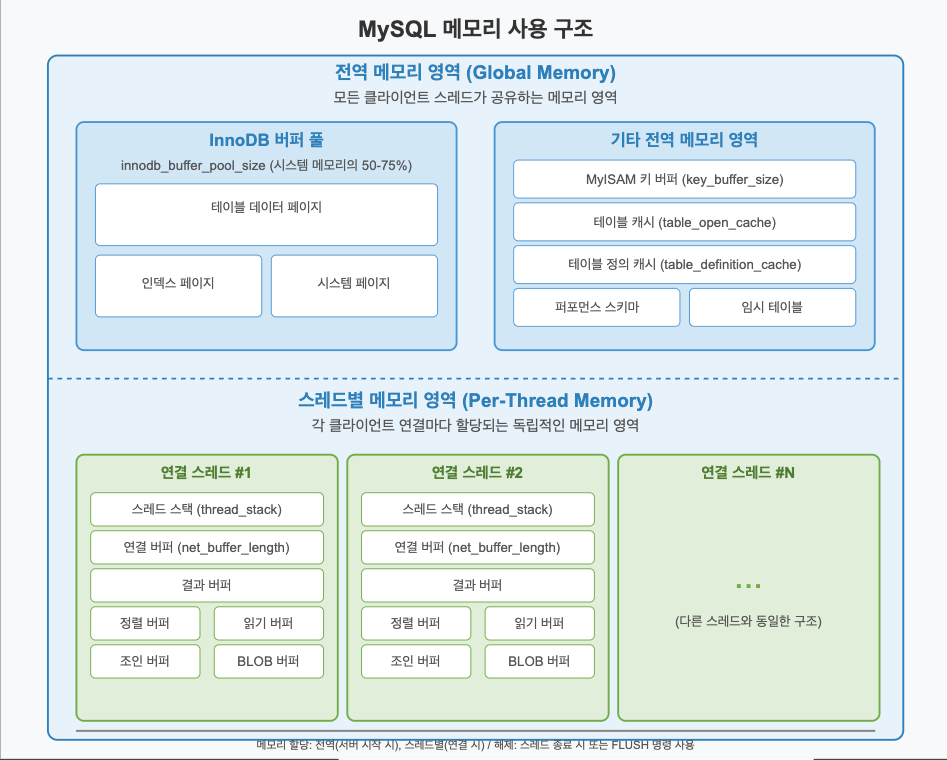 MySQL 메모리 사용 구조
전역 메모리 영역 (Global Memory)
모든 클라이언트 스레드가 공유하는 메모리 영역
InnoDB 버퍼 풀
innodb_buffer_pool_size (시스템 메모리의 50-75%)
테이블 데이터 페이지
인덱스 페이지
시스템 페이지
기타 전역 메모리 영역
MyISAM 키 버퍼 (key_buffer_size)
테이블 캐시 (table_open_cache)
테이블 정의 캐시 (table_definition_cache)
퍼포먼스 스키마
임시 테이블
스레드별 메모리 영역 (Per-Thread Memory)
각 클라이언트 연결마다 할당되는 독립적인 메모리 영역
연결 스레드 #1
스레드 스택 (thread_stack)
연결 버퍼 (net_buffer_length)
결과 버퍼
정렬 버퍼
읽기 버퍼
조인 버퍼
BLOB 버퍼
연결 스레드 #2
스레드 스택 (thread_stack)
연결 버퍼 (net_buffer_length)
결과 버퍼
정렬 버퍼
읽기 버퍼
조인 버퍼
BLOB 버퍼
연결 스레드 #N
...
(다른 스레드와 동일한 구조)
메모리 할당: 전역(서버 시작 시), 스레드별(연결 시) / 해제: 스레드 종료 시 또는 FLUSH 명령 사용